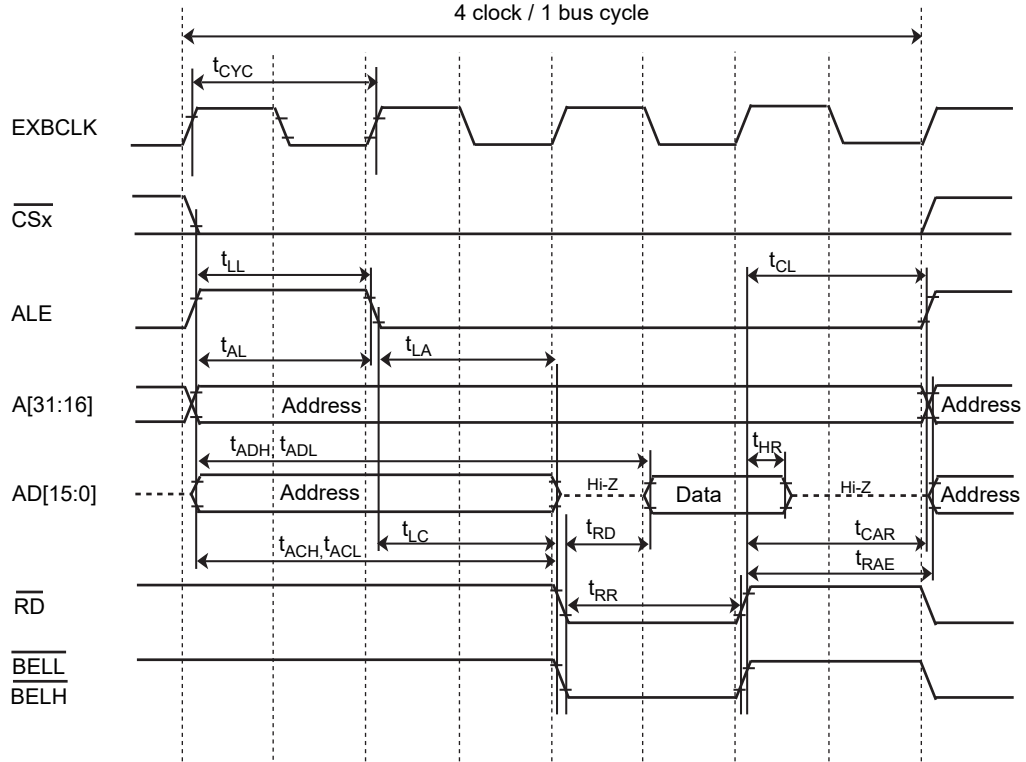 4 clock / 1 bus cycle
tCYC
EXBCLK
CSx
tLL
tCL
ALE
tAL
tLA
A[31:16]
Address
Address
tADH, tADL
tHR
AD[15:0]
Address
Hi-Z
Data
Hi-Z
Address
tLC
tRD
tCAR
tACH,tACL
tRAE
RD
tRR
BELL
BELH